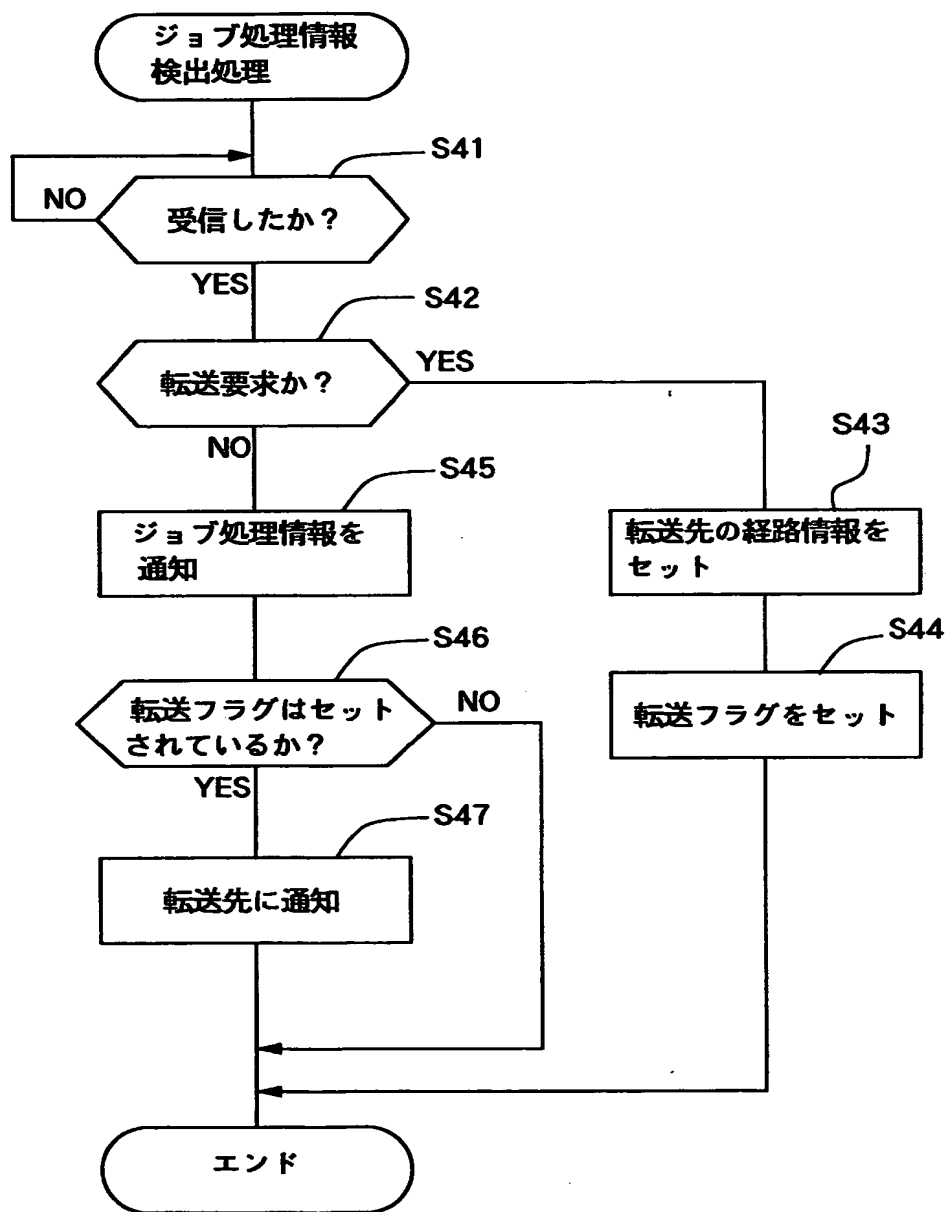 ジョブ処理情報
検出処理
S41
NO
受信したか？
YES
S42
転送要求か？
YES
NO
S43
S45
ジョブ処理情報を
通知
転送先の経路情報を
セット
S46
S44
転送フラグはセット
されているか？
NO
転送フラグをセット
YES
S47
転送先に通知
エンド